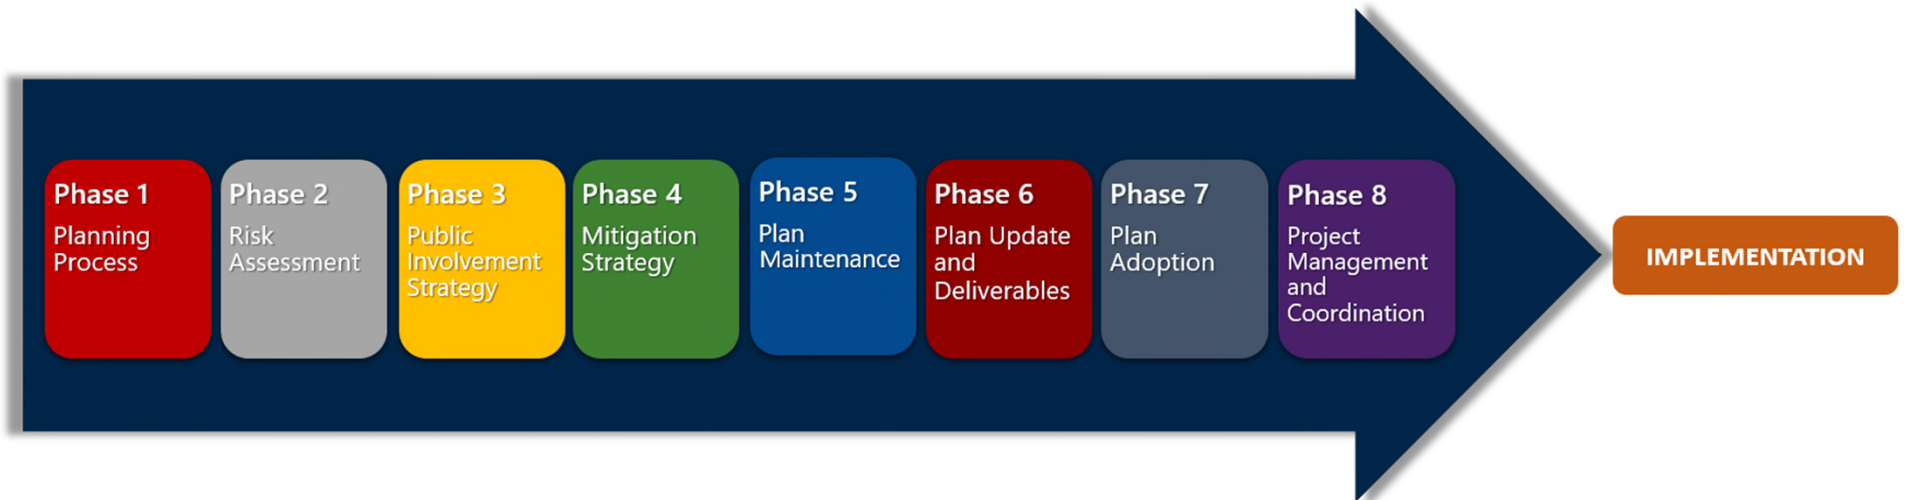 Phase 1
Planning
Process
Phase 2
Risk
Assessment
Phase 3
Public
Involvement
Strategy
Phase 4
Mitigation
Strategy
Phase 5
Plan
Maintenance
Phase 6
Plan Update
and
Deliverables
Phase 7
Plan
Adoption
Phase 8
Project
Management
and
Coordination
IMPLEMENTATION